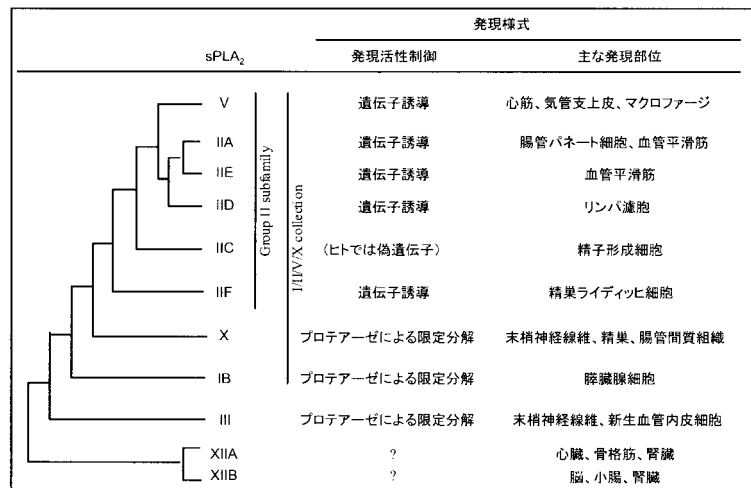 発現様式
sPLA2 発現活性制御 主な発現部位
V 遺伝子誘導 心筋、気管支上皮、マクロファージ
IIA 遺伝子誘導 腸管パネート細胞、血管平滑筋
IIE 遺伝子誘導 血管平滑筋
IID 遺伝子誘導 リンパ濾胞
IIC (ヒトでは偽遺伝子) 精子形成細胞
IIF 遺伝子誘導 精巣ライディッヒ細胞
X プロテアーゼによる限定分解 末梢神経線維、精巣、腸管間質組織
IB プロテアーゼによる限定分解 膵臓腺細胞
III プロテアーゼによる限定分解 末梢神経線維、新生血管内皮細胞
XIIA ? 心臓、骨格筋、腎臓
XIIB ? 脳、小腸、腎臓
Group II subfamily
I/II/V/X collection